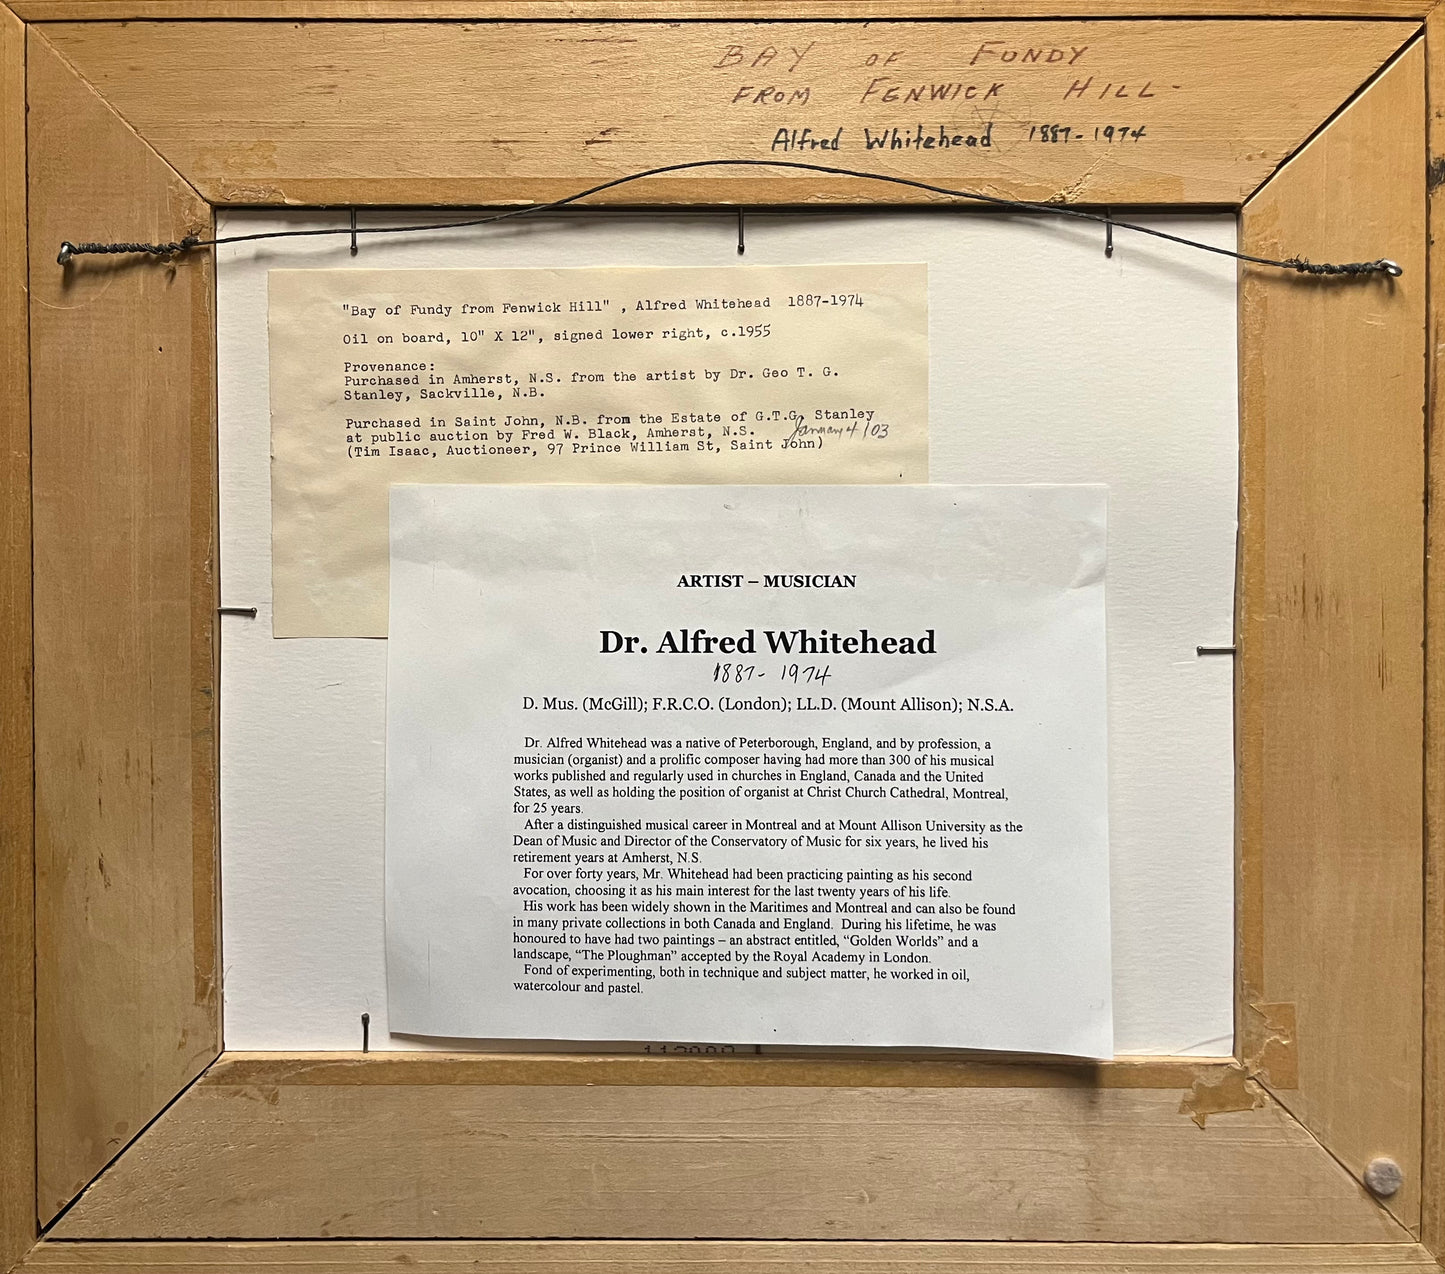 BAY OF FUNDY
FROM FENWICK HILL-
Alfred Whitehead 1887-1974
"Bay of Fundy from Fenwick Hill" , Alfred Whitehead 1887-1974
Oil on board, 10" X 12", signed lower right, c.1955
Provenance:
Purchased in Amherst, N.S. from the artist by Dr. Geo T. G.
Stanley, Sackville, N.B.
Purchased in Saint John, N.B. from the Estate of G.T.G. Stanley
at public auction by Fred W. Black, Amherst, N.S. January 4/03
(Tim Isaac, Auctioneer, 97 Prince William St, Saint John)
ARTIST – MUSICIAN
Dr. Alfred Whitehead
1887- 1974
D. Mus. (McGill); F.R.C.O. (London); LL.D. (Mount Allison); N.S.A.
Dr. Alfred Whitehead was a native of Peterborough, England, and by profession, a
musician (organist) and a prolific composer having had more than 300 of his musical
works published and regularly used in churches in England, Canada and the United
States, as well as holding the position of organist at Christ Church Cathedral, Montreal,
for 25 years.
After a distinguished musical career in Montreal and at Mount Allison University as the
Dean of Music and Director of the Conservatory of Music for six years, he lived his
retirement years at Amherst, N.S.
For over forty years, Mr. Whitehead had been practicing painting as his second
avocation, choosing it as his main interest for the last twenty years of his life.
His work has been widely shown in the Maritimes and Montreal and can also be found
in many private collections in both Canada and England. During his lifetime, he was
honoured to have had two paintings – an abstract entitled, “Golden Worlds” and a
landscape, “The Ploughman” accepted by the Royal Academy in London.
Fond of experimenting, both in technique and subject matter, he worked in oil,
watercolour and pastel.